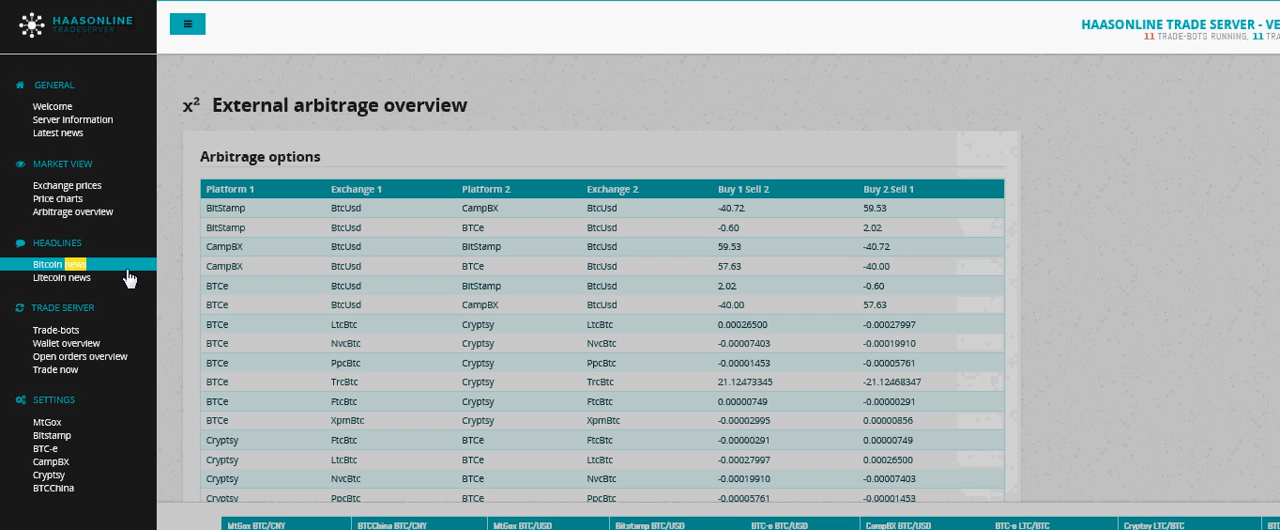 HAASONLINE
TRADESERVER
HAASONLINE TRADE SERVER - VE
11 TRADE-BOTS RUNNING, 11 TRA
GENERAL
Welcome
Server information
Latest news
MARKET VIEW
Exchange prices
Price charts
Arbitrage overview
HEADLINES
Bitcoin news
Litecoin news
TRADE SERVER
Trade-bots
Wallet overview
Open orders overview
Trade now
SETTINGS
MtGox
Bitstamp
BTC-e
CampBX
Cryptsy
BTCChina
x² External arbitrage overview
Arbitrage options
Platform 1 Exchange 1 Platform 2 Exchange 2 Buy 1 Sell 2 Buy 2 Sell 1
BitStamp BtcUsd CampBX BtcUsd -40.72 59.53
BitStamp BtcUsd BTCe BtcUsd -0.60 2.02
CampBX BtcUsd BitStamp BtcUsd 59.53 -40.72
CampBX BtcUsd BTCe BtcUsd 57.63 -40.00
BTCe BtcUsd BitStamp BtcUsd 2.02 -0.60
BTCe BtcUsd CampBX BtcUsd -40.00 57.63
BTCe LtcBtc Cryptsy LtcBtc 0.00026500 -0.00027997
BTCe NvcBtc Cryptsy NvcBtc -0.00007403 -0.00019910
BTCe PpcBtc Cryptsy PpcBtc -0.00001453 -0.00005761
BTCe TrcBtc Cryptsy TrcBtc 21.12473345 -21.12468347
BTCe FtcBtc Cryptsy FtcBtc 0.00000749 -0.00000291
BTCe XpmBtc Cryptsy XpmBtc -0.00002995 0.00000856
Cryptsy FtcBtc BTCe FtcBtc -0.00000291 0.00000749
Cryptsy LtcBtc BTCe LtcBtc -0.00027997 0.00026500
Cryptsy NvcBtc BTCe NvcBtc -0.00019910 -0.00007403
Cryptsy PpcBtc BTCe PpcBtc -0.00005761 -0.00001453
MtGox BTC/CNY BTCChina BTC/CNY MtGox BTC/USD Bitstamp BTC/USD BTC-e BTC/USD CampBX BTC/USD BTC-e LTC/BTC Cryptsy LTC/BTC